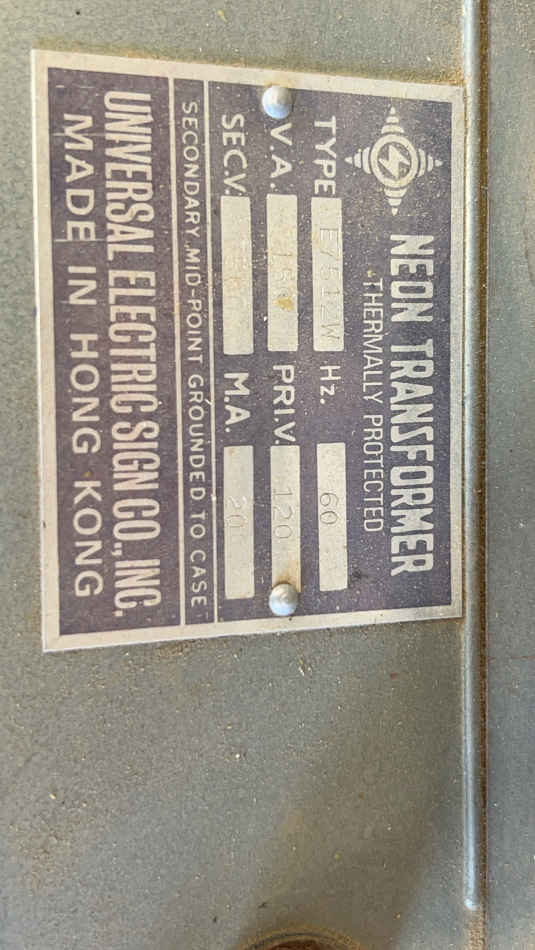 NEON TRANSFORMER
THERMALLY PROTECTED
TYPE E7512W Hz. 60
V.A. PRI.V. 120
SEC.V. M.A.
SECONDARY MID-POINT GROUNDED TO CASE
UNIVERSAL ELECTRIC SIGN CO., INC.
MADE IN HONG KONG